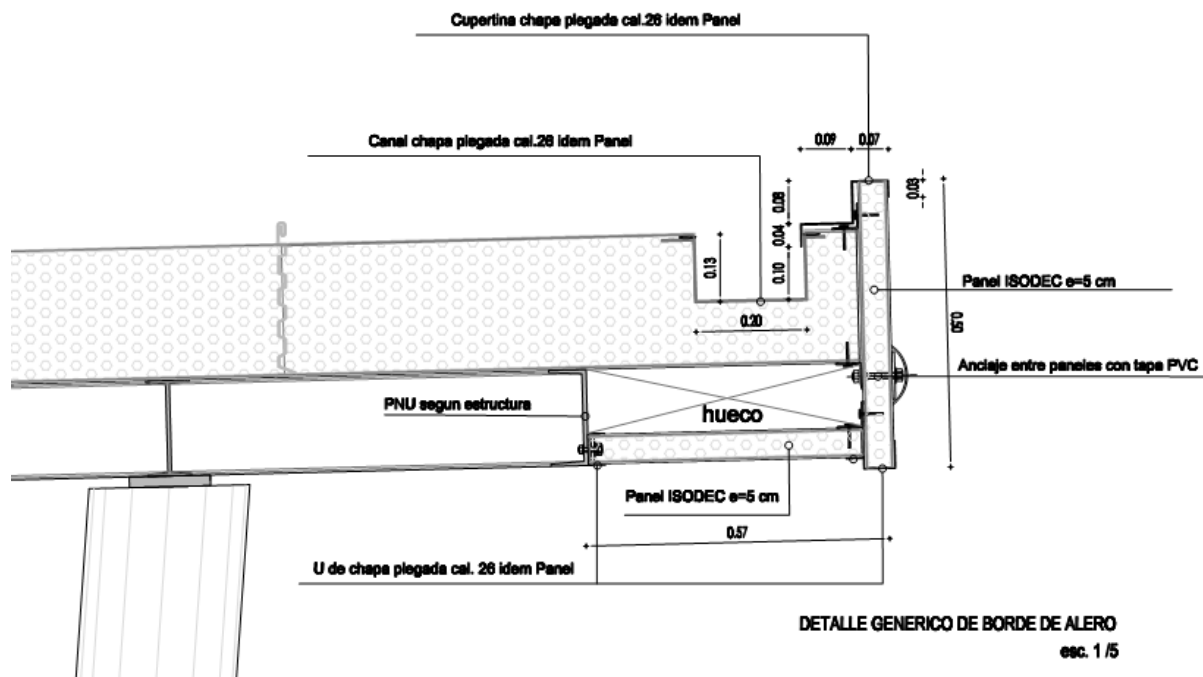 Cupertina chapa plegada cal.26 idem Panel
Canal chapa plegada cal.26 idem Panel
0.09
0.07
0.08
0.03
0.04
0.13
0.10
Panel ISODEC e=5 cm
0.20
0.50
Anclaje entre paneles con tapa PVC
PNU segun estructura
hueco
Panel ISODEC e=5 cm
0.57
U de chapa plegada cal. 26 idem Panel
DETALLE GENERICO DE BORDE DE ALERO
esc. 1 /5